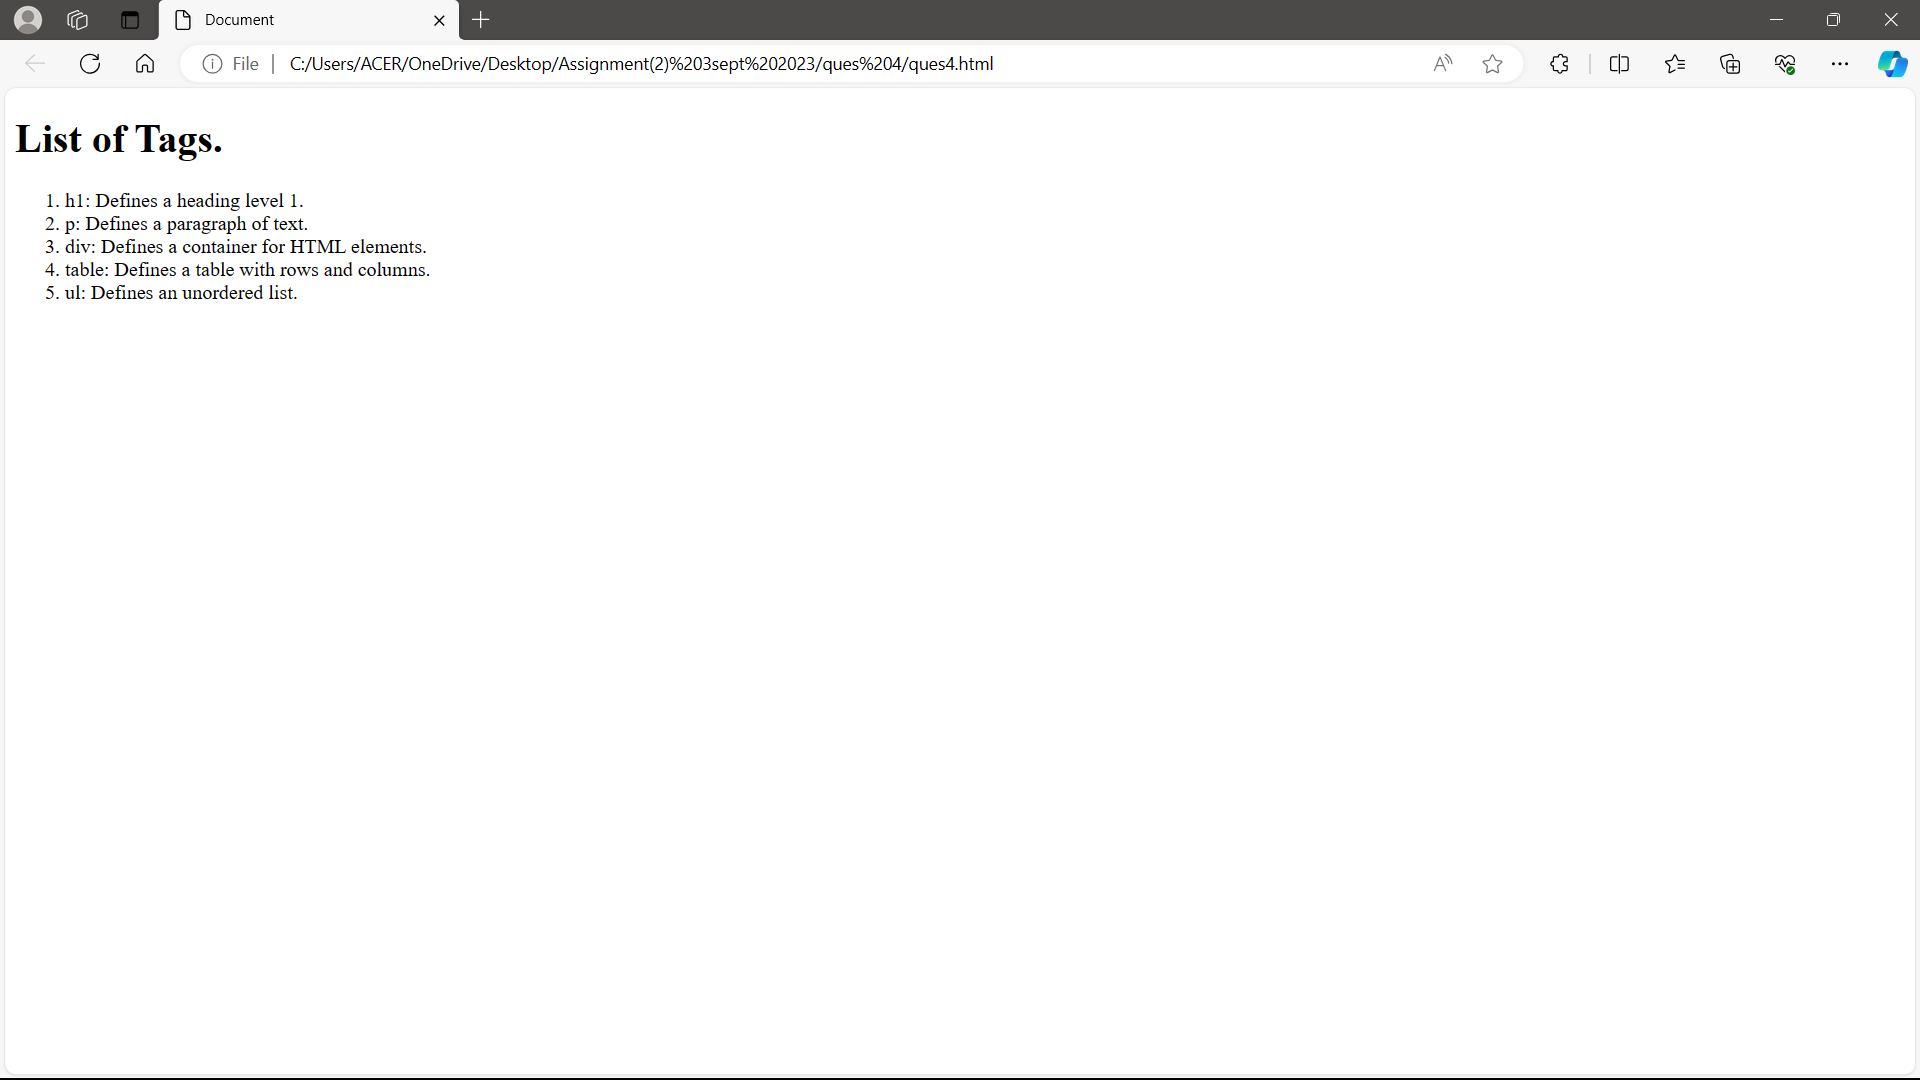 Document
File
C:/Users/ACER/OneDrive/Desktop/Assignment(2)%203sept%202023/ques%204/ques4.html
List of Tags.
1. h1: Defines a heading level 1.
2. p: Defines a paragraph of text.
3. div: Defines a container for HTML elements.
4. table: Defines a table with rows and columns.
5. ul: Defines an unordered list.